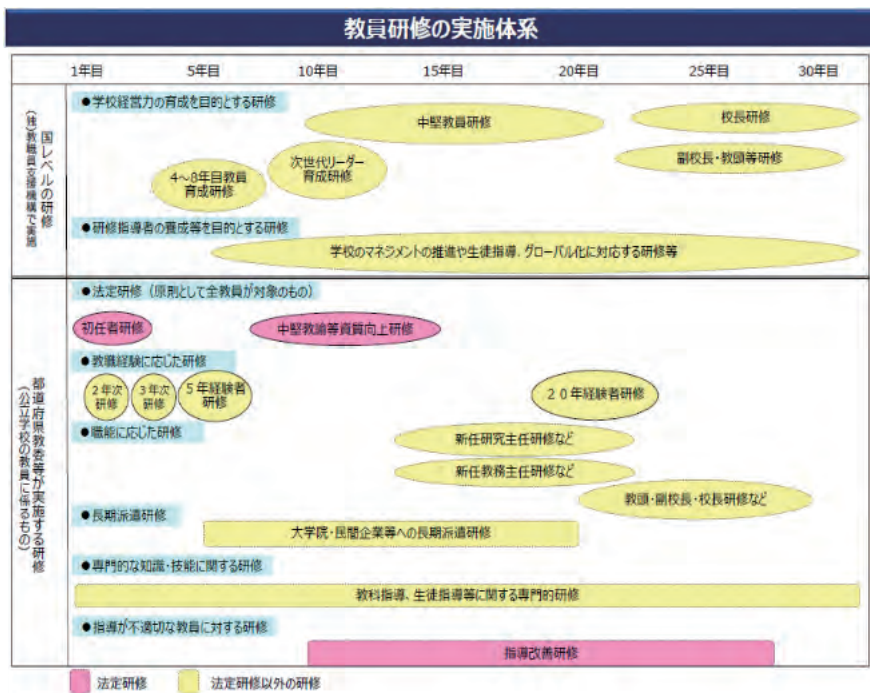 教員研修の実施体系
1年目 5年目 10年目 15年目 20年目 25年目 30年目
国レベルの研修
（独）教職員支援機構で実施
●学校経営力の育成を目的とする研修
中堅教員研修
校長研修
次世代リーダー
育成研修
副校長・教頭等研修
4～8年目教員
育成研修
●研修指導者の養成等を目的とする研修
学校のマネジメントの推進や生徒指導、グローバル化に対応する研修等
都道府県教委等が実施する研修
（公立学校の教員に係るもの）
●法定研修（原則として全教員が対象のもの）
初任者研修
中堅教諭等資質向上研修
●教職経験に応じた研修
2年次
研修
3年次
研修
5年経験者
研修
20年経験者研修
●職能に応じた研修
新任研究主任研修など
新任教務主任研修など
教頭・副校長・校長研修など
●長期派遣研修
大学院・民間企業等への長期派遣研修
●専門的な知識・技能に関する研修
教科指導、生徒指導等に関する専門的研修
●指導が不適切な教員に対する研修
指導改善研修
法定研修 法定研修以外の研修